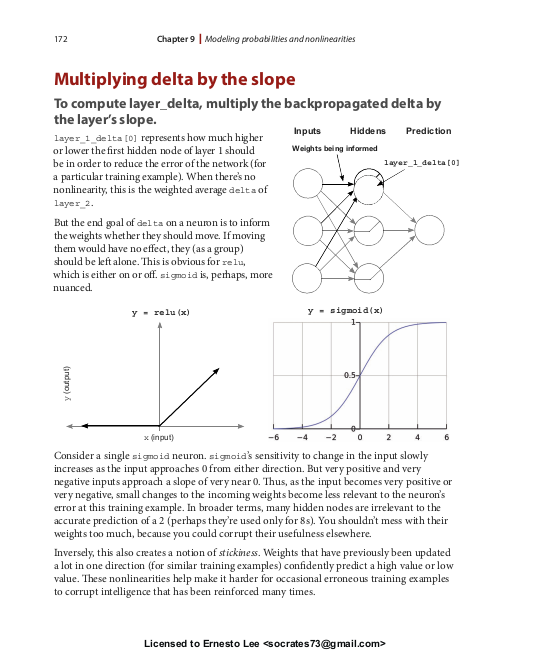 172
Chapter 9 | Modeling probabilities and nonlinearities
Multiplying delta by the slope
To compute layer_delta, multiply the backpropagated delta by
the layer's slope.
layer_1_delta[0] represents how much higher
or lower the first hidden node of layer 1 should
be in order to reduce the error of the network (for
a particular training example). When there's no
nonlinearity, this is the weighted average delta of
layer_2.
But the end goal of delta on a neuron is to inform
the weights whether they should move. If moving
them would have no effect, they (as a group)
should be left alone. This is obvious for relu,
which is either on or off. sigmoid is, perhaps, more
nuanced.
Inputs Hiddens Prediction
Weights being informed
layer_1_delta[0]
y = relu(x)
y (output)
x (input)
y = sigmoid(x)
1
0.5
0
−6 −4 −2 0 2 4 6
Consider a single sigmoid neuron. sigmoid's sensitivity to change in the input slowly
increases as the input approaches 0 from either direction. But very positive and very
negative inputs approach a slope of very near 0. Thus, as the input becomes very positive or
very negative, small changes to the incoming weights become less relevant to the neuron's
error at this training example. In broader terms, many hidden nodes are irrelevant to the
accurate prediction of a 2 (perhaps they're used only for 8s). You shouldn't mess with their
weights too much, because you could corrupt their usefulness elsewhere.
Inversely, this also creates a notion of stickiness. Weights that have previously been updated
a lot in one direction (for similar training examples) confidently predict a high value or low
value. These nonlinearities help make it harder for occasional erroneous training examples
to corrupt intelligence that has been reinforced many times.
Licensed to Ernesto Lee <socrates73@gmail.com>